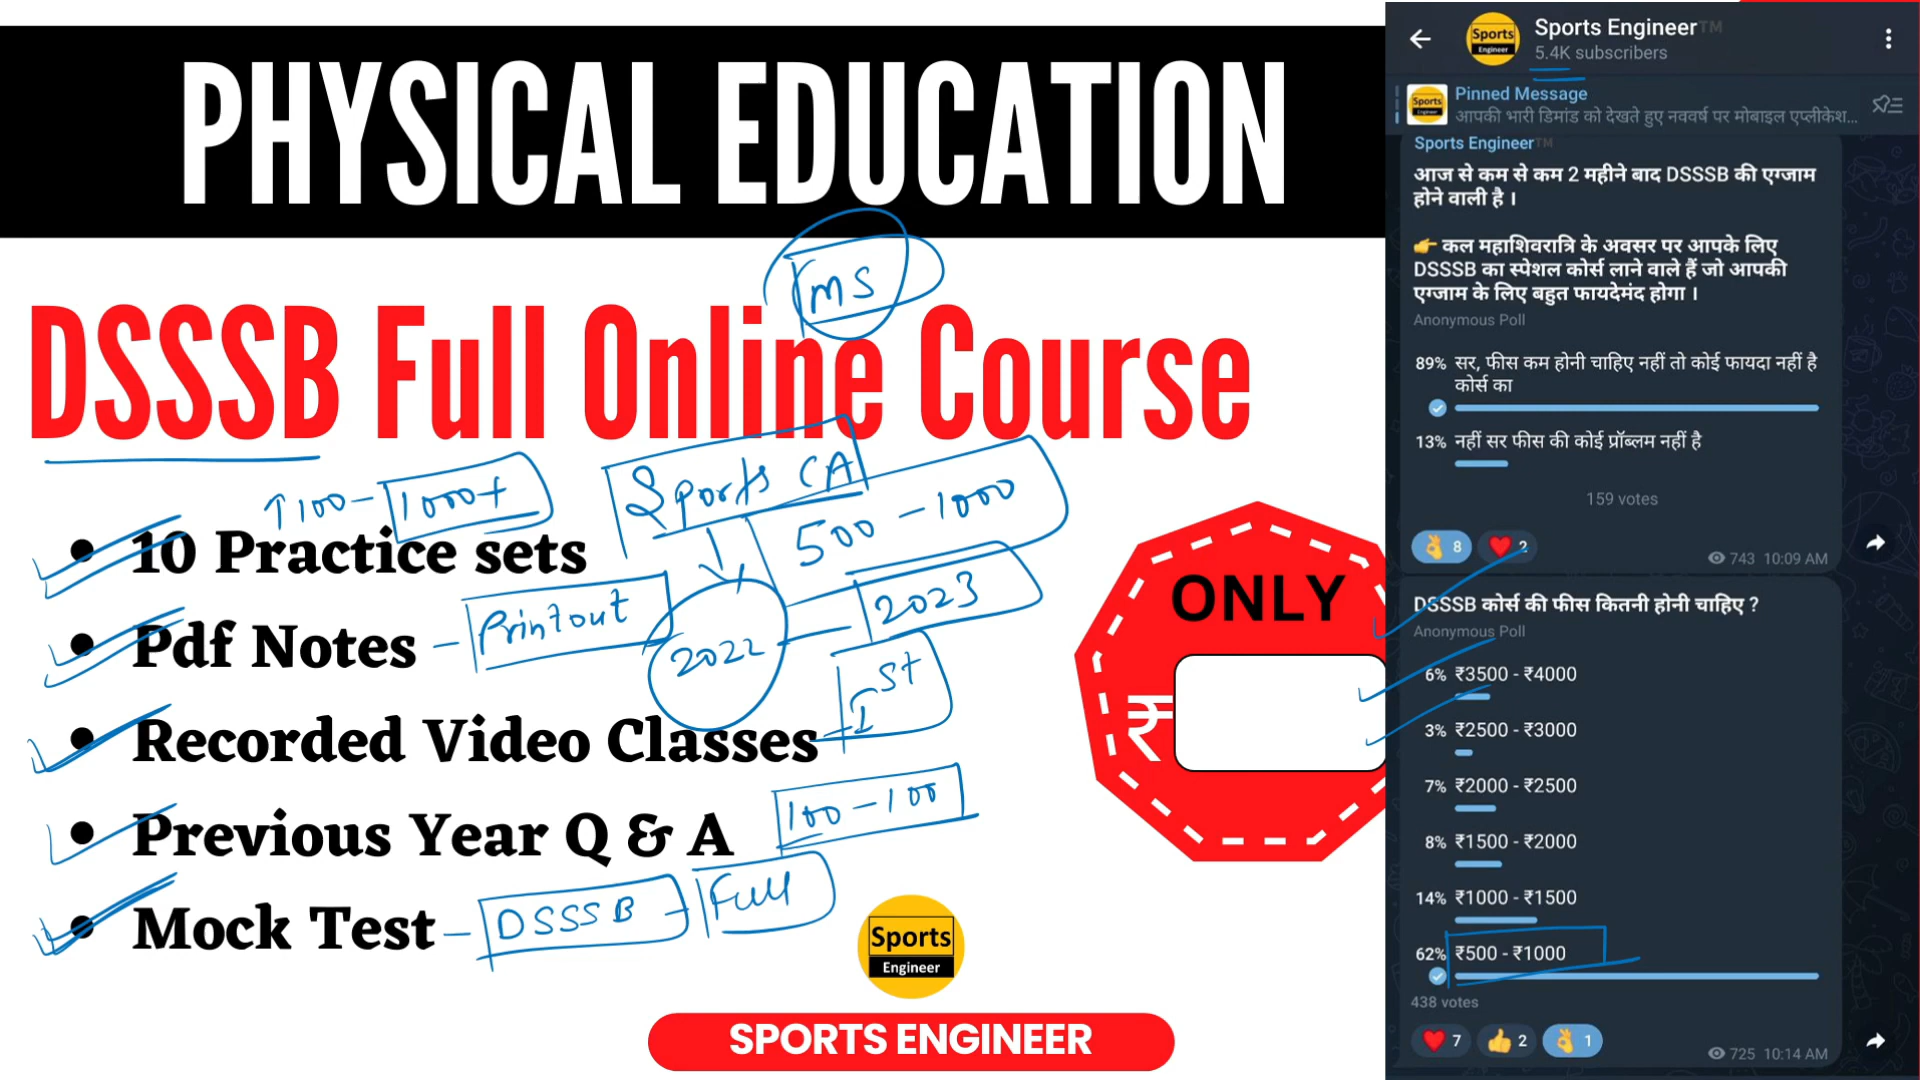 PHYSICAL EDUCATION
ms
DSSSB Full Online Course
↑100-1000+
Sports CA
500-1000
• 10 Practice sets
• Pdf Notes - Printout
2022
2023
Ist
• Recorded Video Classes
• Previous Year Q & A
100-100
• Mock Test - DSSSB - Full
ONLY
₹
Sports
Engineer
SPORTS ENGINEER
Sports
Engineer
Sports Engineer™
5.4K subscribers
Sports
Engineer
Pinned Message
आपकी भारी डिमांड को देखते हुए नववर्ष पर मोबाइल एप्लीकेश...
Sports Engineer™
आज से कम से कम 2 महीने बाद DSSSB की एग्जाम
होने वाली है ।
👉 कल महाशिवरात्रि के अवसर पर आपके लिए
DSSSB का स्पेशल कोर्स लाने वाले हैं जो आपकी
एग्जाम के लिए बहुत फायदेमंद होगा ।
Anonymous Poll
89% सर, फीस कम होनी चाहिए नहीं तो कोई फायदा नहीं है
कोर्स का
13% नहीं सर फीस की कोई प्रॉब्लम नहीं है
159 votes
👌 8 ❤️ 2
743 10:09 AM
DSSSB कोर्स की फीस कितनी होनी चाहिए ?
Anonymous Poll
6% ₹3500 - ₹4000
3% ₹2500 - ₹3000
7% ₹2000 - ₹2500
8% ₹1500 - ₹2000
14% ₹1000 - ₹1500
62% ₹500 - ₹1000
438 votes
❤️ 7 👍 2 👌 1
725 10:14 AM